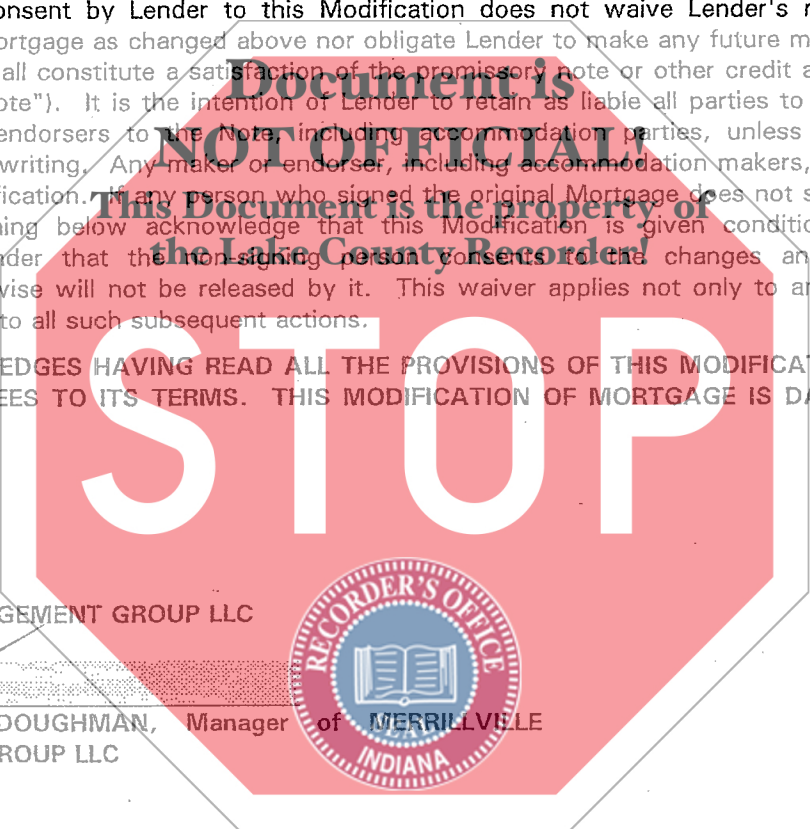 onsent by Lender to this Modification does not waive Lender's r
ortgage as changed above nor obligate Lender to make any future m
all constitute a satisfaction of the promissory note or other credit a
ote"). It is the intention of Lender to retain as liable all parties to
endorsers to the Note, including accommodation parties, unless
writing. Any maker or endorser, including accommodation makers,
fication. If any person who signed the original Mortgage does not s
ning below acknowledge that this Modification is given conditio
nder that the non-signing person consents to the changes an
vise will not be released by it. This waiver applies not only to an
to all such subsequent actions.
Document is
NOT OFFICIAL!
This Document is the property of
the Lake County Recorder!
EDGES HAVING READ ALL THE PROVISIONS OF THIS MODIFICAT
EES TO ITS TERMS. THIS MODIFICATION OF MORTGAGE IS DA
STOP
GEMENT GROUP LLC
RECORDER'S OFFICE
INDIANA
DOUGHMAN, Manager of MERRILLVILLE
ROUP LLC